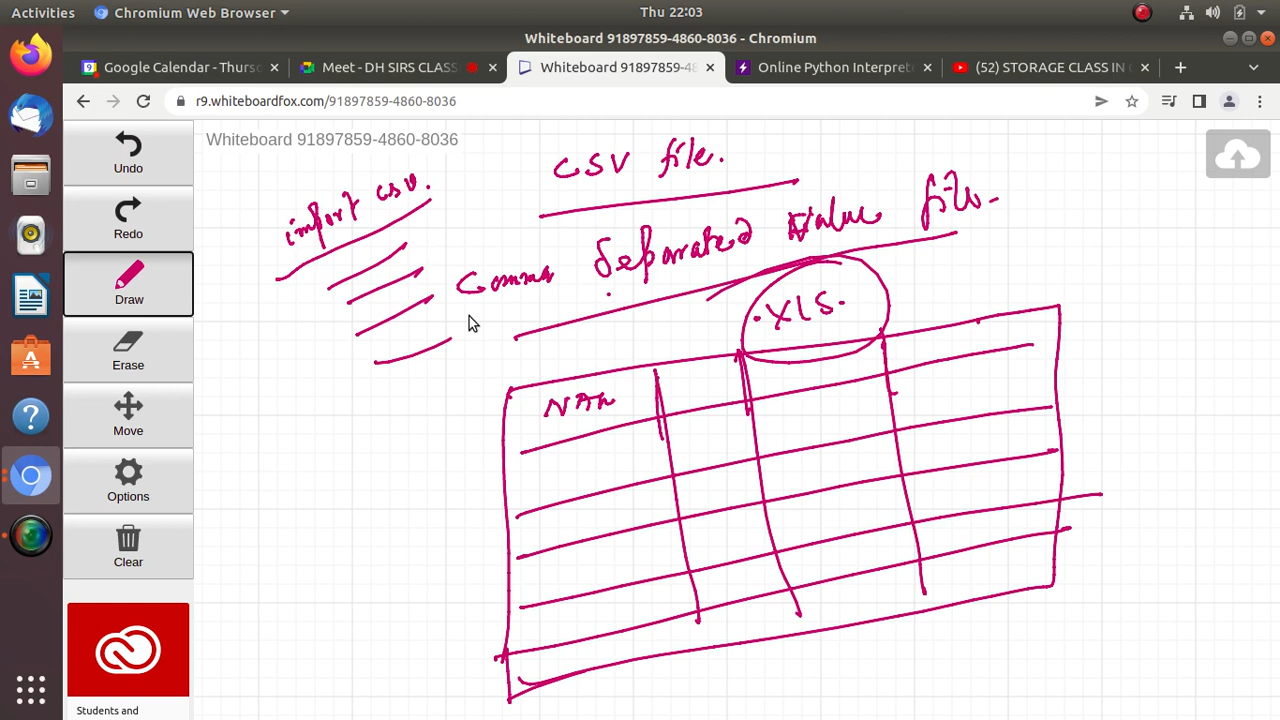 Activities
Chromium Web Browser
Thu 22:03
Whiteboard 91897859-4860-8036 - Chromium
Google Calendar - Thurs
Meet - DH SIRS CLASS
Whiteboard 91897859-48
Online Python Interpret
(52) STORAGE CLASS IN
r9.whiteboardfox.com/91897859-4860-8036
Whiteboard 91897859-4860-8036
Undo
Redo
Draw
Erase
Move
Options
Clear
Students and
CSV file.
import csv.
Comma Separated Value file.
.XLS.
NAM